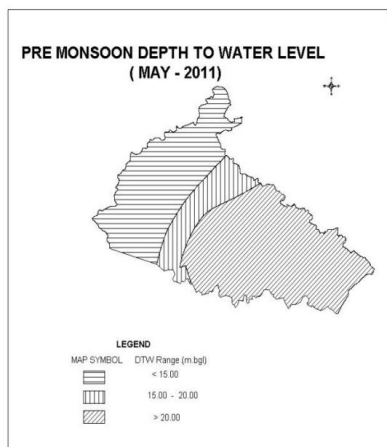 PRE MONSOON DEPTH TO WATER LEVEL
( MAY - 2011)
LEGEND
MAP SYMBOL DTW Range (m.bgl)
< 15.00
15.00 - 20.00
> 20.00